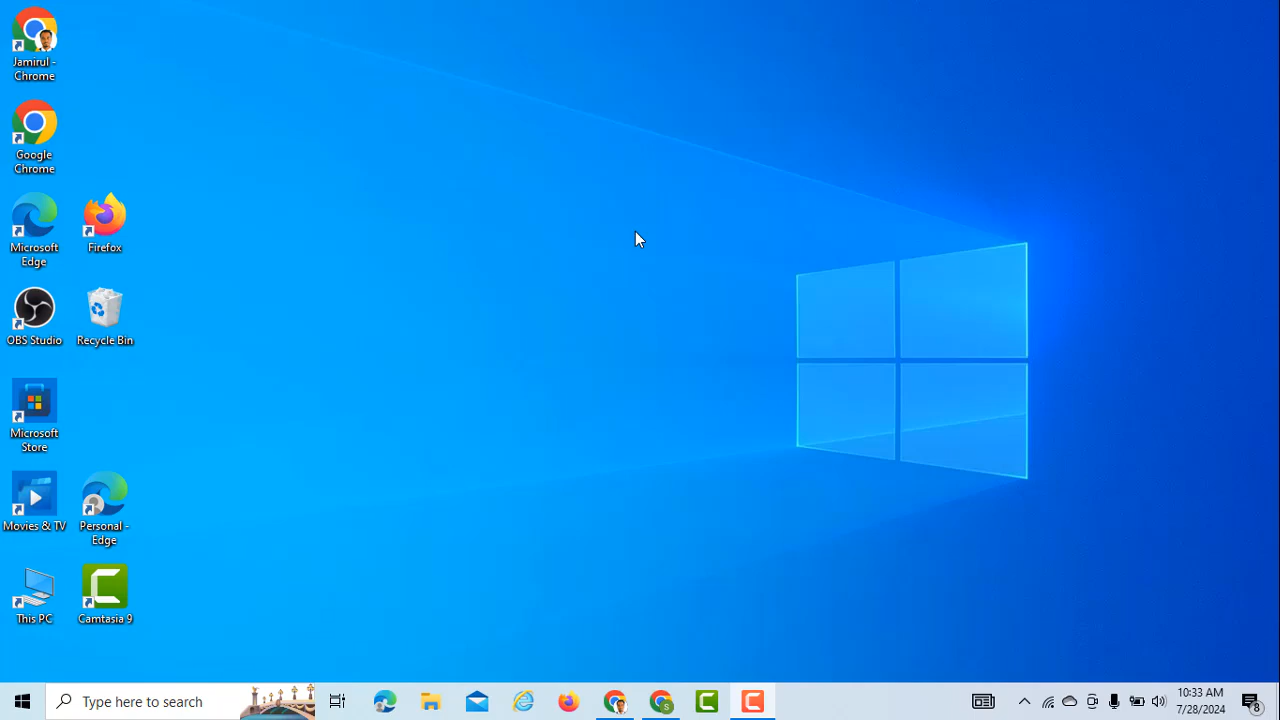 Jamirul -
Chrome
Google
Chrome
Microsoft
Edge
Firefox
OBS Studio
Recycle Bin
Microsoft
Store
Movies & TV
Personal -
Edge
This PC
Camtasia 9
Type here to search
S
10:33 AM
7/28/2024
8